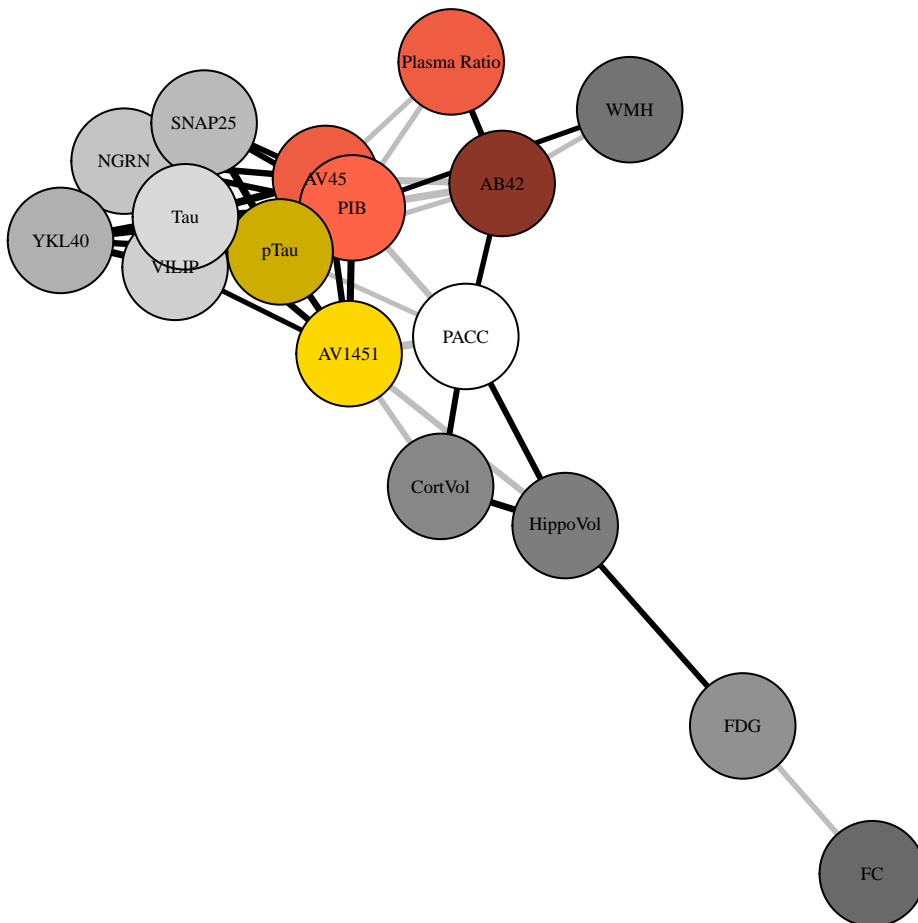 Plasma Ratio
WMH
SNAP25
NGRN
AV45
AB42
PIB
Tau
YKL40
pTau
VILIP
PACC
AV1451
CortVol
HippoVol
FDG
FC